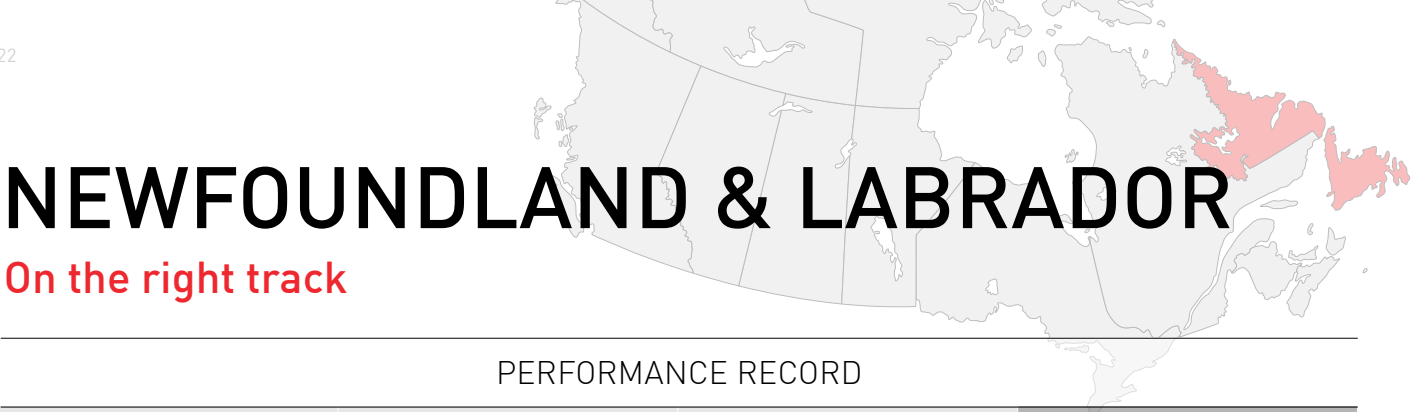 22
NEWFOUNDLAND & LABRADOR
On the right track
PERFORMANCE RECORD